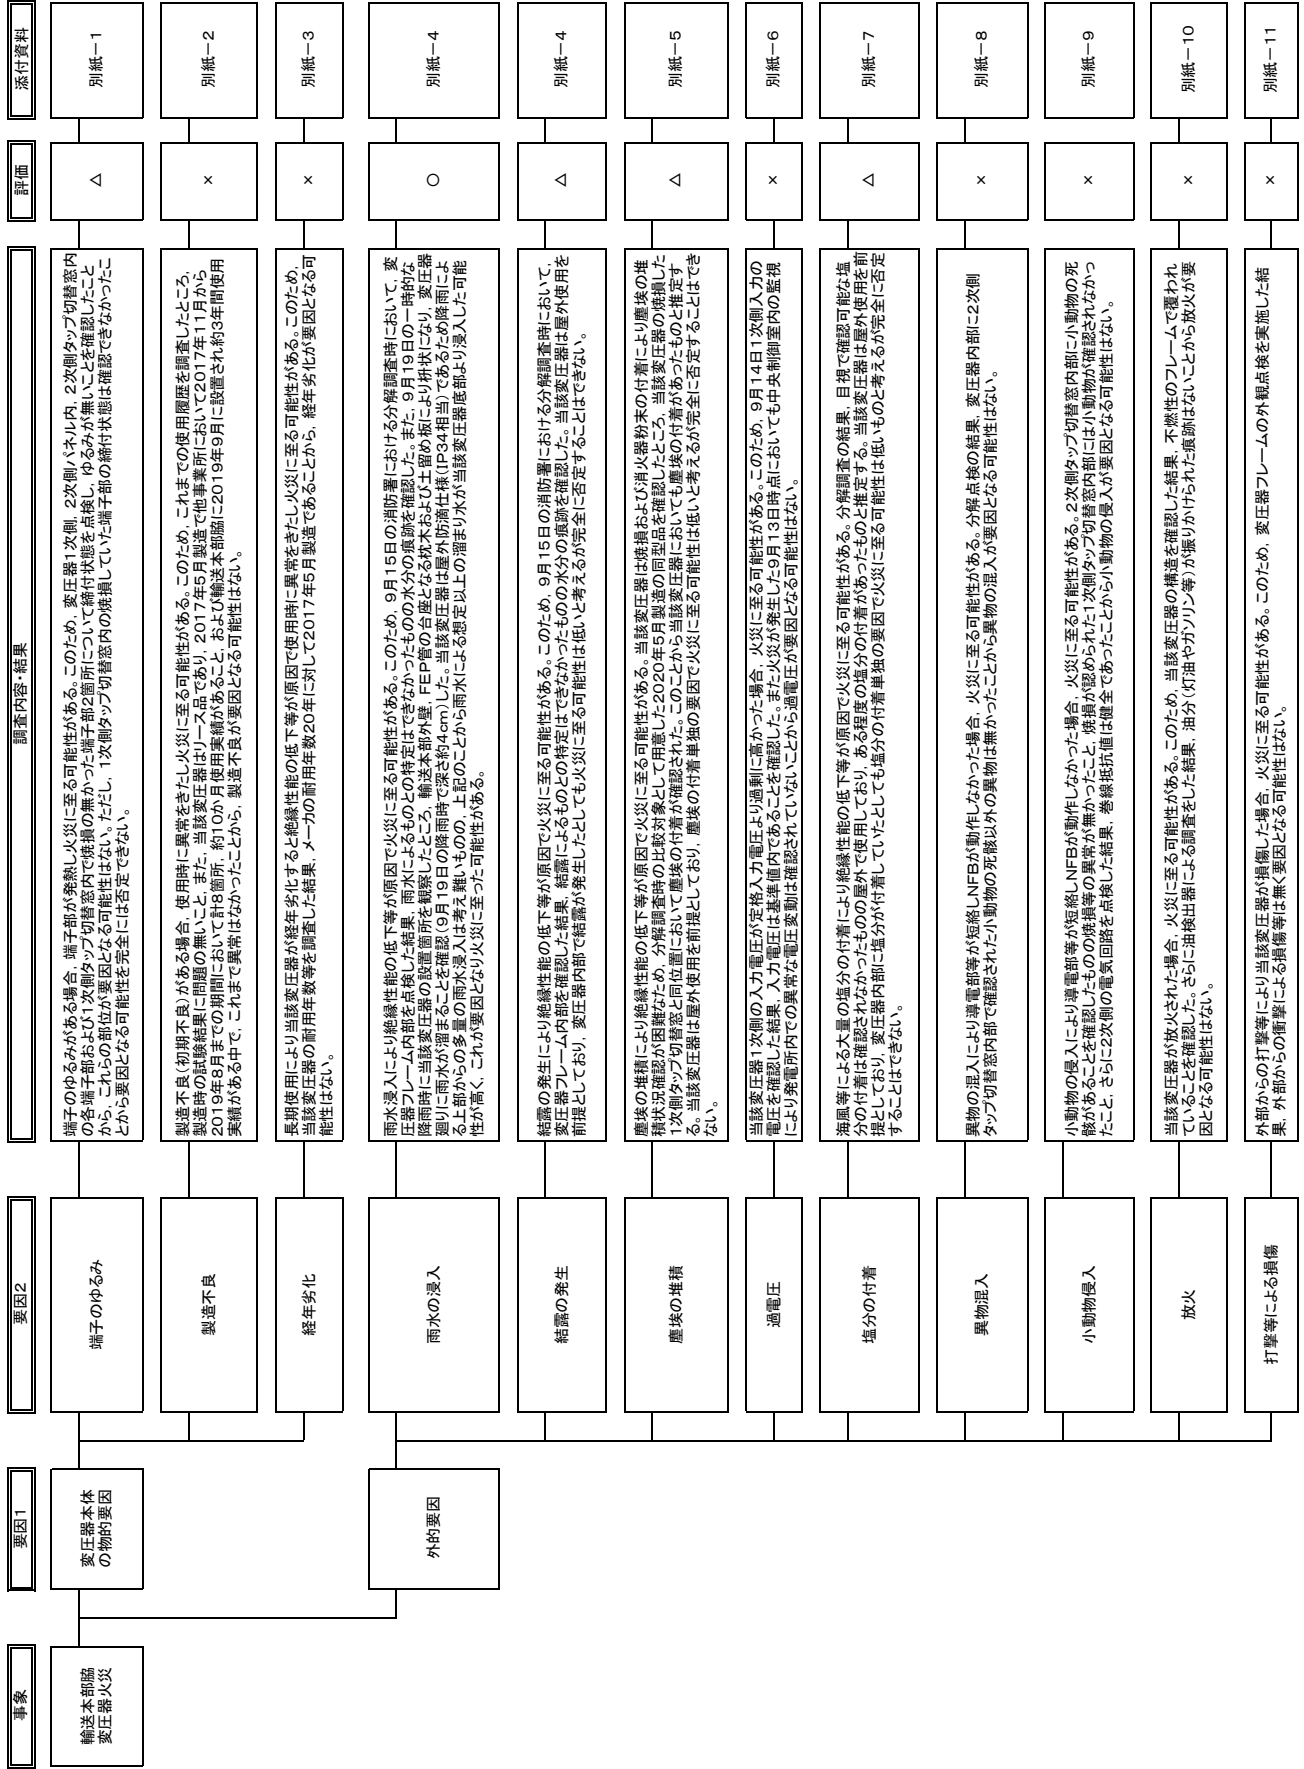 事象
要因1
要因2
調査内容・結果
評価
添付資料
輸送本部脇
変圧器火災
変圧器本体
の物的要因
端子のゆるみ
端子のゆるみがある場合，端子部が発熱し火災に至る可能性がある。このため，変圧器1次側，2次側パネル内，2次側タップ切替窓内
の各端子部および1次側タップ切替窓内で焼損の無かった端子部2箇所について締付状態を点検し，ゆるみが無いことを確認したこと
から，これらの部位が要因となる可能性はない。ただし，1次側タップ切替窓内の焼損していた端子部の締付状態は確認できなかったこ
とから要因となる可能性を完全には否定できない。
△
別紙－1
製造不良
製造不良（初期不良）がある場合，使用時に異常をきたし火災に至る可能性がある。このため，これまでの使用履歴を調査したところ，
製造時の試験結果に問題の無いこと，また，当該変圧器はリース品であり，2017年5月製造で他事業所において2017年11月から
2019年8月までの期間において計8箇所，約10か月使用実績があること，および輸送本部脇に2019年9月に設置され約3年間使用
実績がある中で，これまで異常はなかったことから，製造不良が要因となる可能性はない。
×
別紙－2
経年劣化
長期使用により当該変圧器が経年劣化すると絶縁性能の低下等が原因で使用時に異常をきたし火災に至る可能性がある。このため，
当該変圧器の耐用年数等を調査した結果，メーカの耐用年数20年に対して2017年5月製造であることから，経年劣化が要因となる可
能性はない。
×
別紙－3
外的要因
雨水の浸入
雨水浸入により絶縁性能の低下等が原因で火災に至る可能性がある。このため，9月15日の消防署における分解調査時において，変
圧器フレーム内部を点検した結果，雨水によるものとの特定はできなかったものの水分の痕跡を確認した。また，9月19日の一時的な
降雨時に当該変圧器の設置箇所を観察したところ，輸送本部外壁，FEP管の台座となる枕木および土留め板により枡状になり，変圧器
廻りに雨水が溜まることを確認（9月19日の降雨時で深さ約4cm）した。当該変圧器は屋外防滴仕様（IP34相当）であるため降雨によ
る上部からの多量の雨水浸入は考え難いものの，上記のことから雨水による想定以上の溜まり水が当該変圧器底部より浸入した可能
性が高く，これが要因となり火災に至った可能性がある。
○
別紙－4
結露の発生
結露の発生により絶縁性能の低下等が原因で火災に至る可能性がある。このため，9月15日の消防署における分解調査時において，
変圧器フレーム内部を確認した結果，結露によるものとの特定はできなかったものの水分の痕跡を確認した。当該変圧器は屋外使用を
前提としており，変圧器内部で結露が発生したとしても火災に至る可能性は低いと考えるが完全に否定することはできない。
△
別紙－4
塵埃の堆積
塵埃の堆積により絶縁性能の低下等が原因で火災に至る可能性がある。当該変圧器は焼損および消火器粉末の付着により塵埃の堆
積状況確認が困難なため，分解調査時の比較対象として用意した2020年5月製造の同型品を確認したところ，当該変圧器の焼損した
1次側タップ切替窓と同位置において塵埃の付着が確認された。このことから当該変圧器においても塵埃の付着があったものと推定す
る。当該変圧器は屋外使用を前提としており，塵埃の付着単独の要因で火災に至る可能性は低いと考えるが完全に否定することはでき
ない。
△
別紙－5
過電圧
当該変圧器1次側の入力電圧が定格入力電圧より過剰に高かった場合，火災に至る可能性がある。このため，9月14日1次側入力の
電圧を確認した結果，入力電圧は基準値内であることを確認した。また火災が発生した9月13日時点においても中央制御室内の監視
により発電所内での異常な電圧変動は確認されていないことから過電圧が要因となる可能性はない。
×
別紙－6
塩分の付着
海風等による大量の塩分の付着により絶縁性能の低下等が原因で火災に至る可能性がある。分解調査の結果，目視で確認可能な塩
分の付着は確認されなかったものの屋外で使用しており，ある程度の塩分の付着があったものと推定する。当該変圧器は屋外使用を前
提としており，変圧器内部に塩分が付着していたとしても塩分の付着単独の要因で火災に至る可能性は低いものと考えるが完全に否定
することはできない。
△
別紙－7
異物混入
異物の混入により導電部等が短絡しNFBが動作しなかった場合，火災に至る可能性がある。分解点検の結果，変圧器内部に2次側
タップ切替窓内部で確認された小動物の死骸以外の異物は無かったことから異物の混入が要因となる可能性はない。
×
別紙－8
小動物侵入
小動物の侵入により導電部等が短絡しNFBが動作しなかった場合，火災に至る可能性がある。2次側タップ切替窓内部に小動物の死
骸があることを確認したものの焼損等の異常が無かったこと，焼損が認められた1次側タップ切替窓内部には小動物が確認されなかっ
たこと，さらに2次側の電気回路を点検した結果，巻線抵抗値は健全であったことから小動物の侵入が要因となる可能性はない。
×
別紙－9
放火
当該変圧器が放火された場合，火災に至る可能性がある。このため，当該変圧器の構造を確認した結果，不燃性のフレームで覆われ
ていることを確認した。さらに油検出器による調査をした結果，油分（灯油やガソリン等）が振りかけられた痕跡はないことから放火が要
因となる可能性はない。
×
別紙－10
打撃等による損傷
外部からの打撃等により当該変圧器が損傷した場合，火災に至る可能性がある。このため，変圧器フレームの外観点検を実施した結
果，外部からの衝撃による損傷等は無く要因となる可能性はない。
×
別紙－11